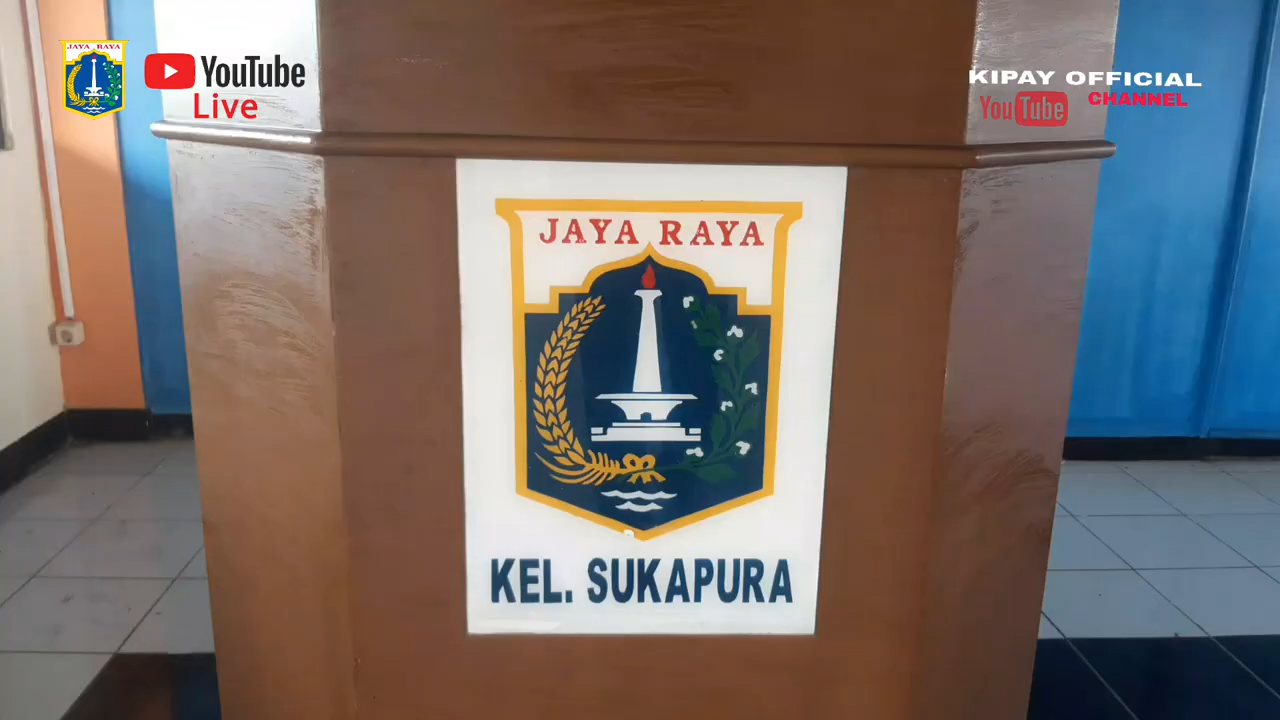 JAYA RAYA
YouTube
Live
KIPAY OFFICIAL
YouTube CHANNEL
JAYA RAYA
KEL. SUKAPURA